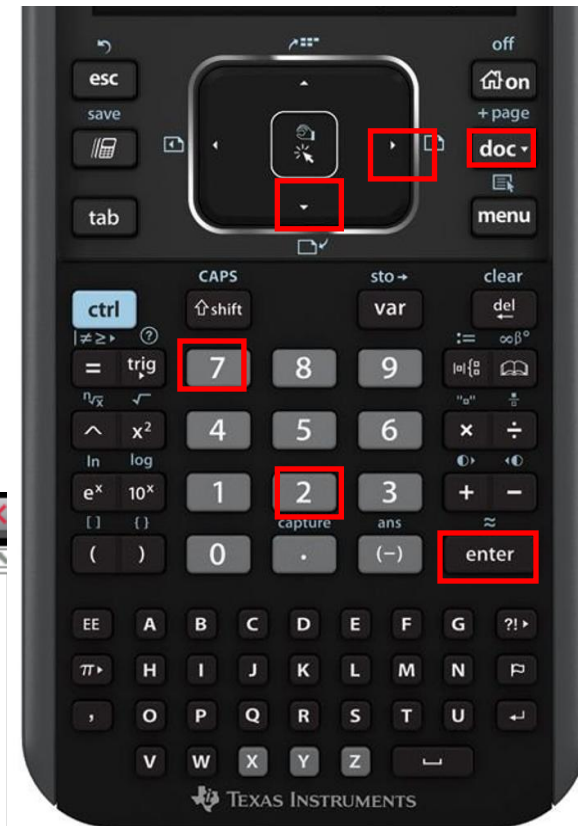 off
esc
on
save
+ page
doc
tab
menu
CAPS
sto→
clear
ctrl
⇧shift
var
del
|≠≥▸
?
:=
∞β°
=
trig
7
8
9
|□|{
ⁿ√x
√
"□"
^
x²
4
5
6
×
÷
ln
log
eˣ
10ˣ
1
2
3
+
−
[ ]
{ }
capture
ans
≈
(
)
0
.
(−)
enter
EE
A
B
C
D
E
F
G
?!▸
π▸
H
I
J
K
L
M
N
,
O
P
Q
R
S
T
U
↵
V
W
X
Y
Z
TEXAS INSTRUMENTS